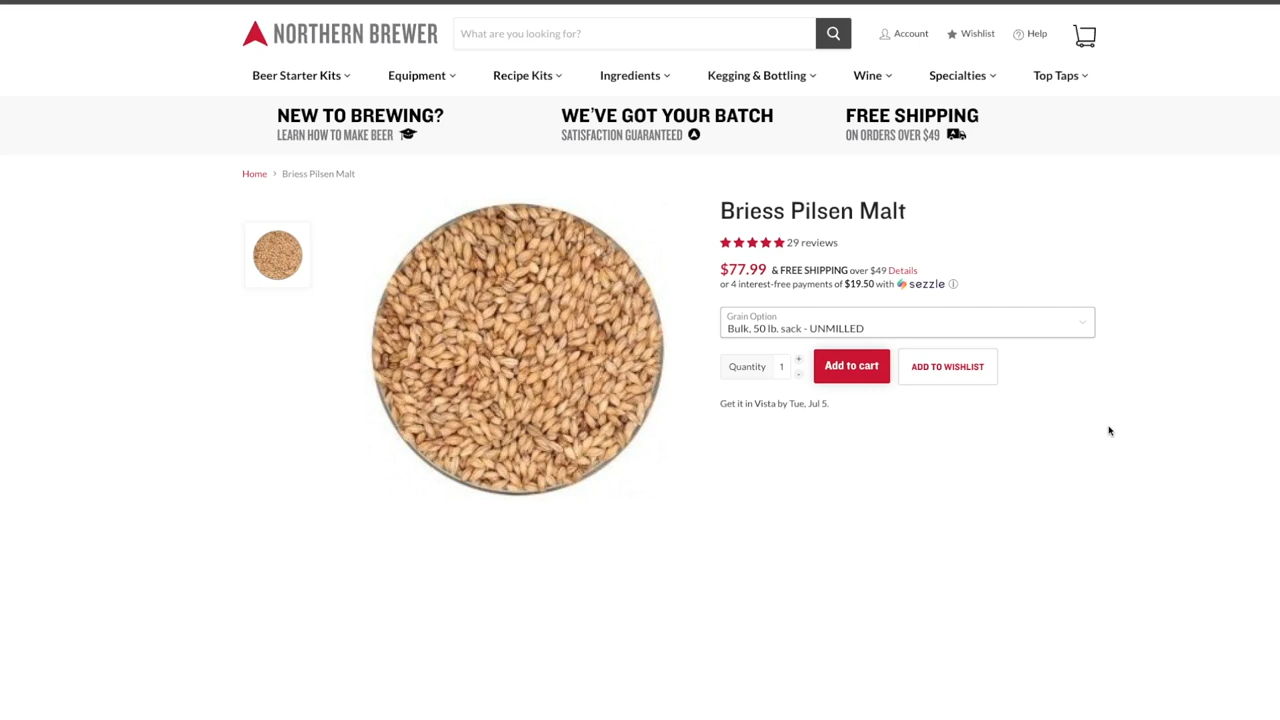 NORTHERN BREWER
What are you looking for?
Account
Wishlist
Help
Beer Starter Kits
Equipment
Recipe Kits
Ingredients
Kegging & Bottling
Wine
Specialties
Top Taps
NEW TO BREWING?
LEARN HOW TO MAKE BEER
WE'VE GOT YOUR BATCH
SATISFACTION GUARANTEED
FREE SHIPPING
ON ORDERS OVER $49
Home > Briess Pilsen Malt
Briess Pilsen Malt
29 reviews
$77.99 & FREE SHIPPING over $49 Details
or 4 interest-free payments of $19.50 with sezzle
Grain Option
Bulk, 50 lb. sack - UNMILLED
Quantity 1 + -
Add to cart
ADD TO WISHLIST
Get it in Vista by Tue, Jul 5.